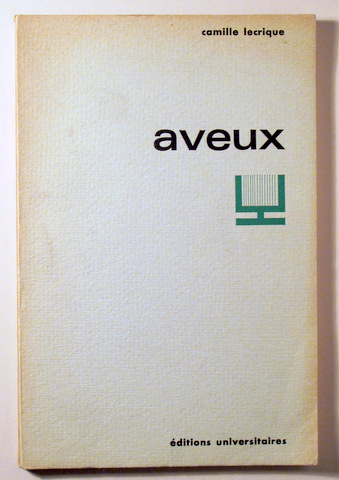 camille lecrique
aveux
éditions universitaires